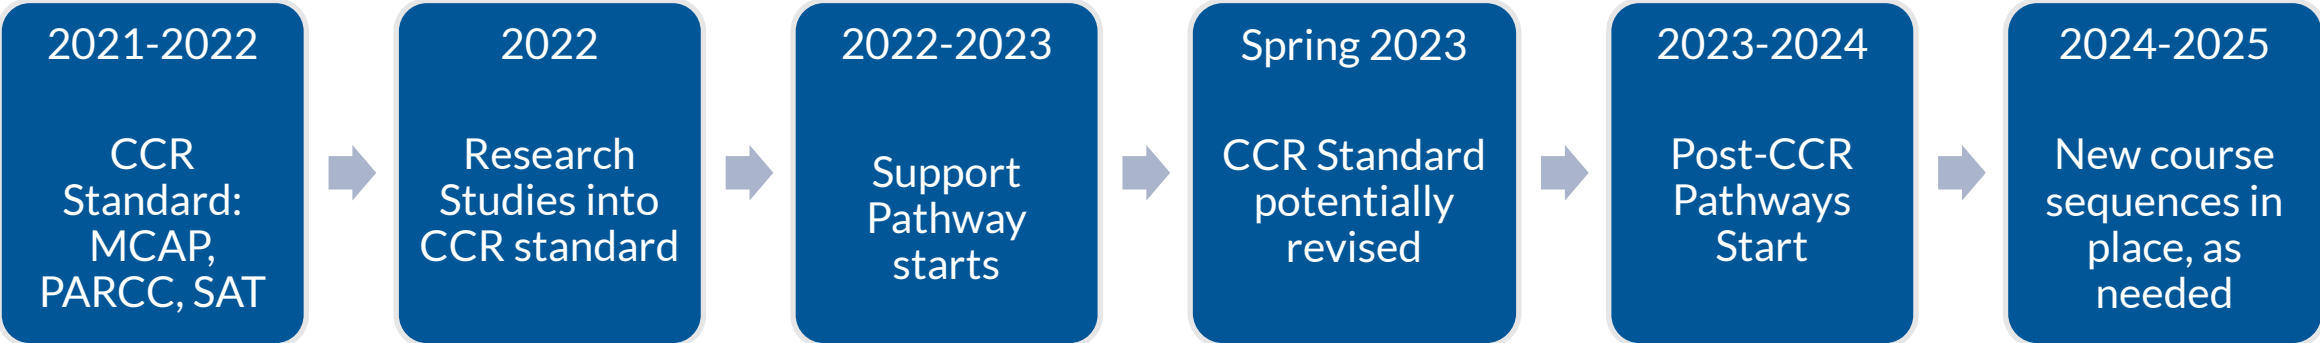 2021-2022
CCR
Standard:
MCAP,
PARCC, SAT
2022
Research
Studies into
CCR standard
2022-2023
Support
Pathway
starts
Spring 2023
CCR Standard
potentially
revised
2023-2024
Post-CCR
Pathways
Start
2024-2025
New course
sequences in
place, as
needed